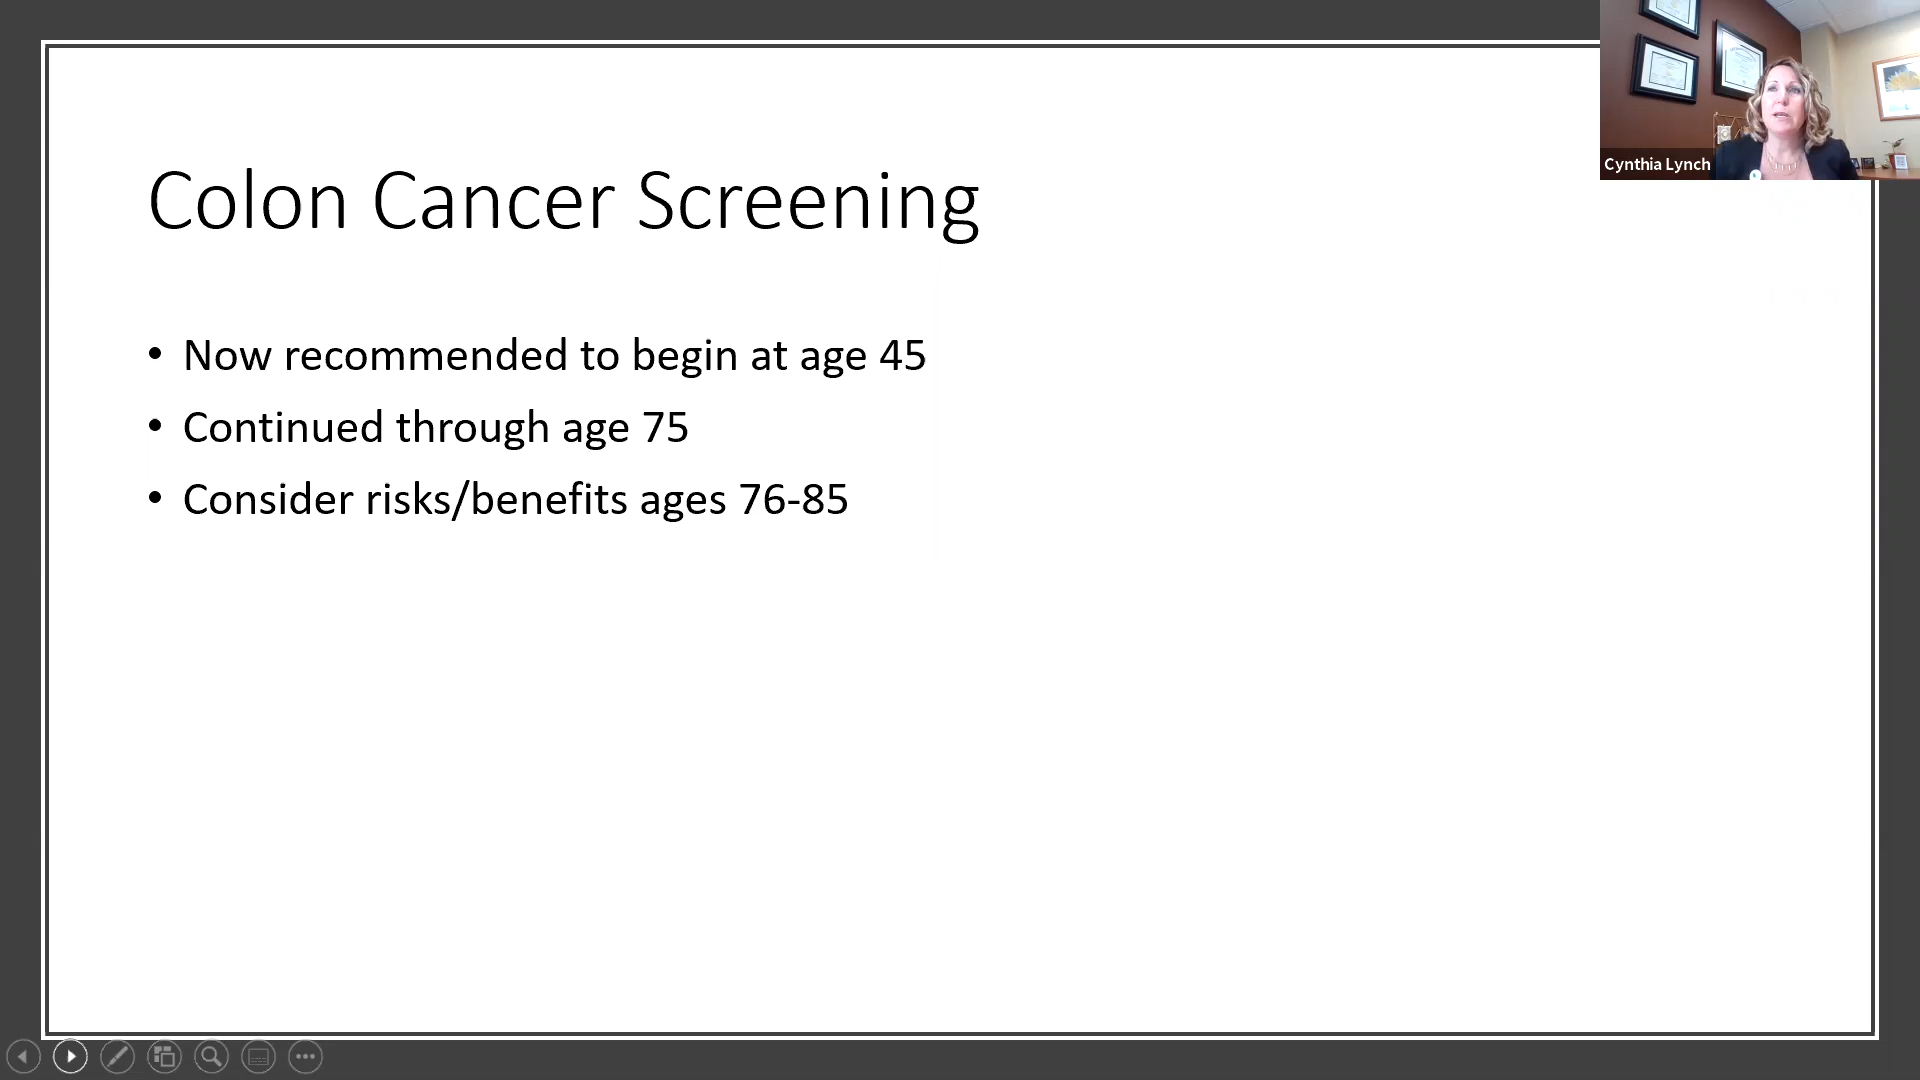 Colon Cancer Screening
• Now recommended to begin at age 45
• Continued through age 75
• Consider risks/benefits ages 76-85
Cynthia Lynch